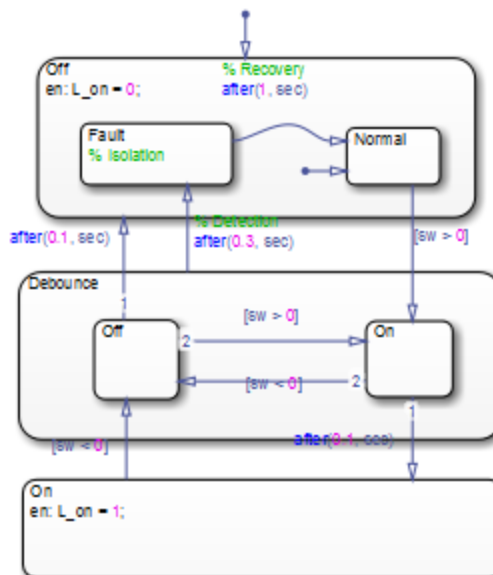 Off
en: L_on = 0;
% Recovery
after(1, sec)
Fault
% Isolation
Normal
% Detection
after(0.3, sec)
after(0.1, sec)
[sw > 0]
Debounce
1
Off
[sw > 0]
On
2
[sw < 0]
2
1
[sw < 0]
after(0.1, sec)
On
en: L_on = 1;